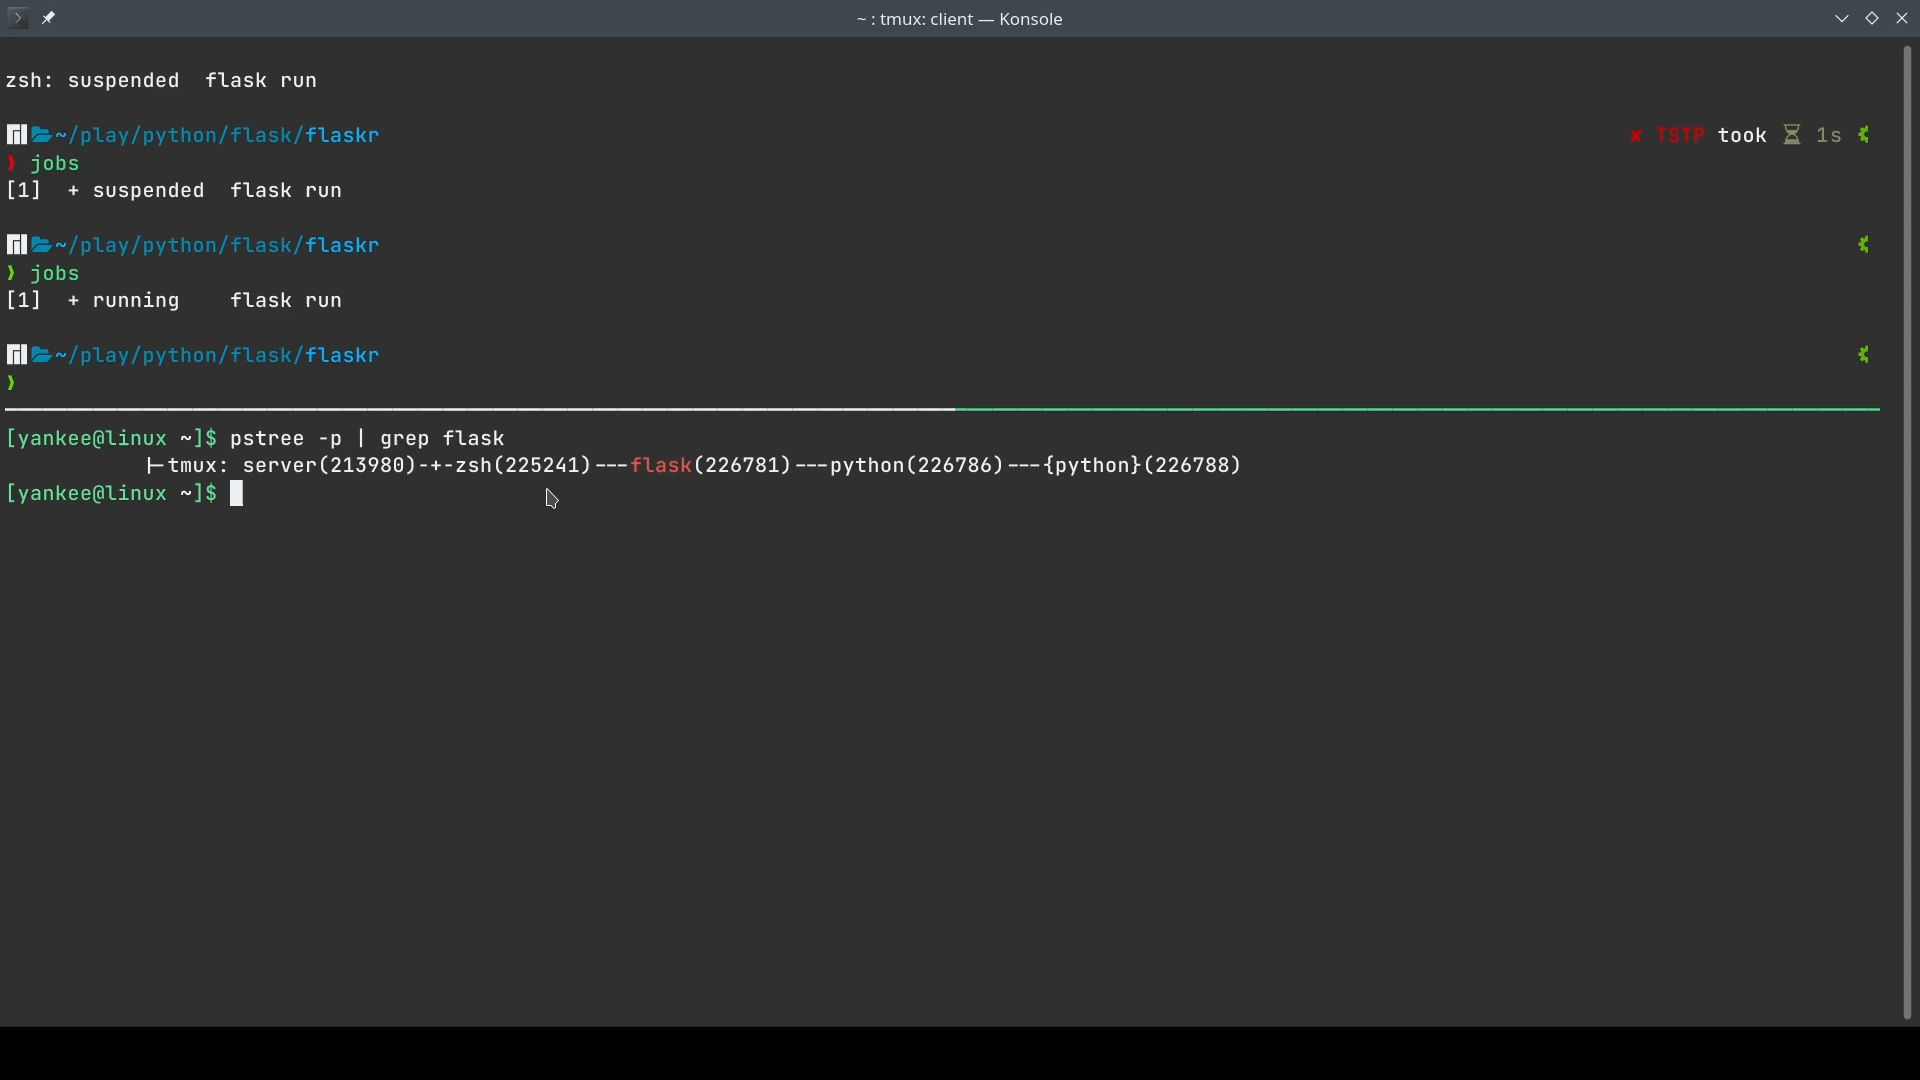 ~ : tmux: client — Konsole
zsh: suspended  flask run
~/play/python/flask/flaskr ✘ TSTP took 1s
❱ jobs
[1]  + suspended  flask run
~/play/python/flask/flaskr
❱ jobs
[1]  + running    flask run
~/play/python/flask/flaskr
❱
[yankee@linux ~]$ pstree -p | grep flask
|-tmux: server(213980)-+-zsh(225241)---flask(226781)---python(226786)---{python}(226788)
[yankee@linux ~]$